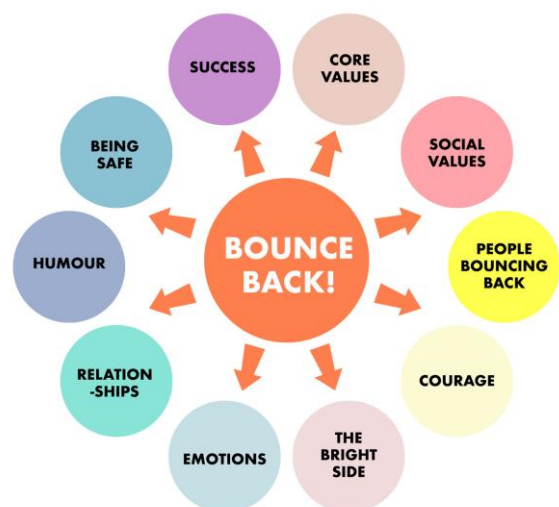 BOUNCE
BACK!
SUCCESS
CORE
VALUES
SOCIAL
VALUES
PEOPLE
BOUNCING
BACK
COURAGE
THE
BRIGHT
SIDE
EMOTIONS
RELATION
-SHIPS
HUMOUR
BEING
SAFE